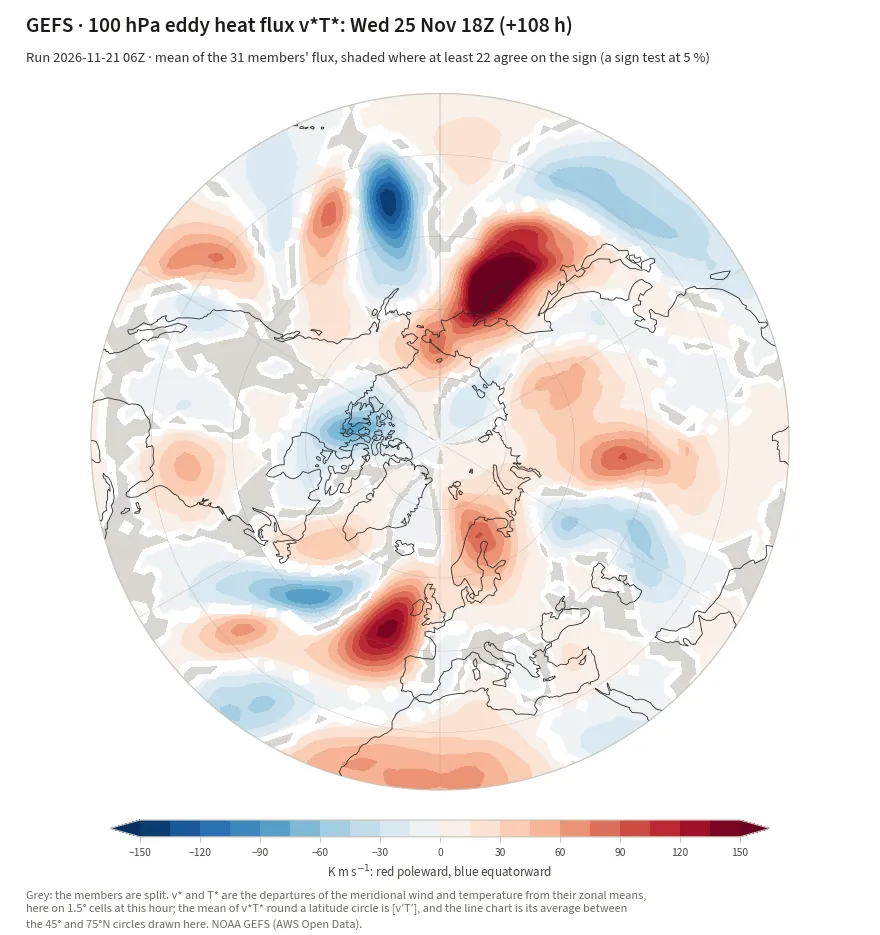 GEFS · 100 hPa eddy heat flux v*T*: Wed 25 Nov 18Z (+108 h)
Run 2026-11-21 06Z · mean of the 31 members' flux, shaded where at least 22 agree on the sign (a sign test at 5 %)
−150 −120 −90 −60 −30 0 30 60 90 120 150
K m s⁻¹: red poleward, blue equatorward
Grey: the members are split. v* and T* are the departures of the meridional wind and temperature from their zonal means,
here on 1.5° cells at this hour; the mean of v*T* round a latitude circle is [v′T′], and the line chart is its average between
the 45° and 75°N circles drawn here. NOAA GEFS (AWS Open Data).